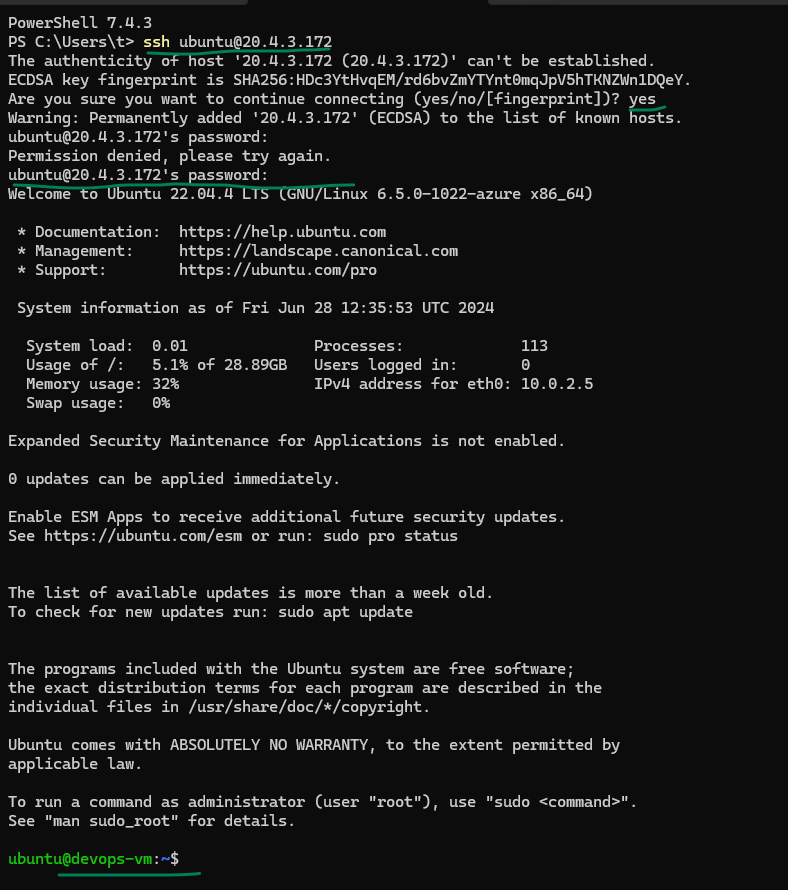 PowerShell 7.4.3
PS C:\Users\t> ssh ubuntu@20.4.3.172
The authenticity of host '20.4.3.172 (20.4.3.172)' can't be established.
ECDSA key fingerprint is SHA256:HDc3YtHvqEM/rd6bvZmYTYnt0mqJpV5hTKNZWn1DQeY.
Are you sure you want to continue connecting (yes/no/[fingerprint])? yes
Warning: Permanently added '20.4.3.172' (ECDSA) to the list of known hosts.
ubuntu@20.4.3.172's password:
Permission denied, please try again.
ubuntu@20.4.3.172's password:
Welcome to Ubuntu 22.04.4 LTS (GNU/Linux 6.5.0-1022-azure x86_64)

 * Documentation:  https://help.ubuntu.com
 * Management:     https://landscape.canonical.com
 * Support:        https://ubuntu.com/pro

 System information as of Fri Jun 28 12:35:53 UTC 2024

  System load:  0.01              Processes:             113
  Usage of /:   5.1% of 28.89GB   Users logged in:       0
  Memory usage: 32%               IPv4 address for eth0: 10.0.2.5
  Swap usage:   0%

Expanded Security Maintenance for Applications is not enabled.

0 updates can be applied immediately.

Enable ESM Apps to receive additional future security updates.
See https://ubuntu.com/esm or run: sudo pro status

The list of available updates is more than a week old.
To check for new updates run: sudo apt update

The programs included with the Ubuntu system are free software;
the exact distribution terms for each program are described in the
individual files in /usr/share/doc/*/copyright.

Ubuntu comes with ABSOLUTELY NO WARRANTY, to the extent permitted by
applicable law.

To run a command as administrator (user "root"), use "sudo <command>".
See "man sudo_root" for details.

ubuntu@devops-vm:~$